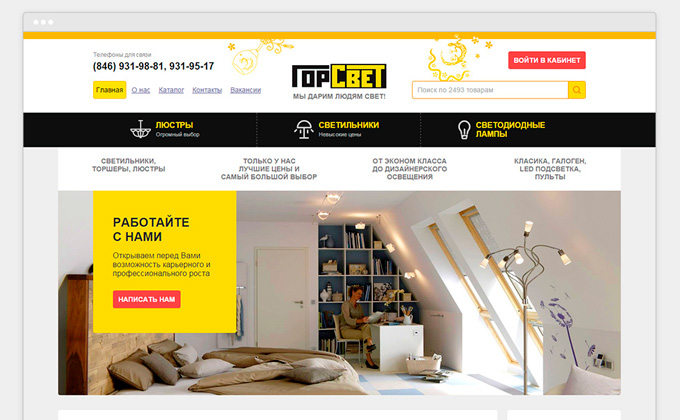 Телефоны для связи
(846) 931-98-81, 931-95-17
ГОРСВЕТ
МЫ ДАРИМ ЛЮДЯМ СВЕТ!
ВОЙТИ В КАБИНЕТ
Главная О нас Каталог Контакты Вакансии
Поиск по 2493 товарам
ЛЮСТРЫ
Огромный выбор
СВЕТИЛЬНИКИ
Невысокие цены
СВЕТОДИОДНЫЕ
ЛАМПЫ
СВЕТИЛЬНИКИ,
ТОРШЕРЫ, ЛЮСТРЫ
ТОЛЬКО У НАС
ЛУЧШИЕ ЦЕНЫ И
САМЫЙ БОЛЬШОЙ ВЫБОР
ОТ ЭКОНОМ КЛАССА
ДО ДИЗАЙНЕРСКОГО
ОСВЕЩЕНИЯ
КЛАСИКА, ГАЛОГЕН,
LED ПОДСВЕТКА,
ПУЛЬТЫ
РАБОТАЙТЕ
С НАМИ
Открываем перед Вами
возможность карьерного и
профессионального роста
НАПИСАТЬ НАМ